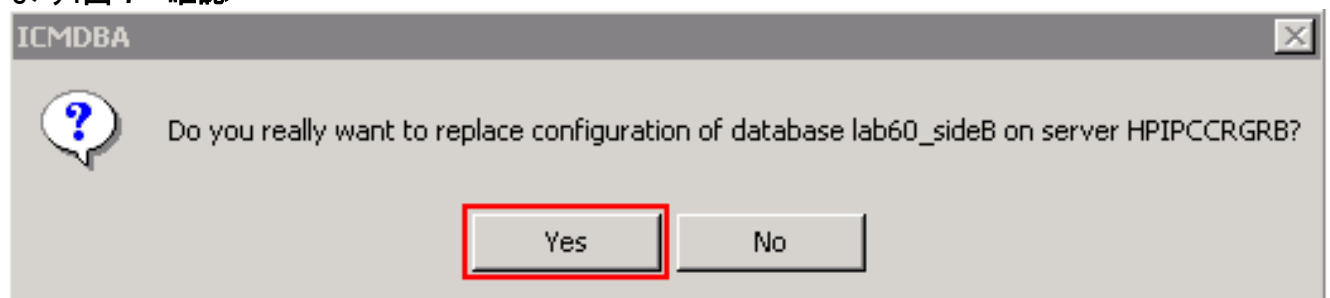 ICMDBA
Do you really want to replace configuration of database lab60_sideB on server HPIPCCRGRB?
Yes
No